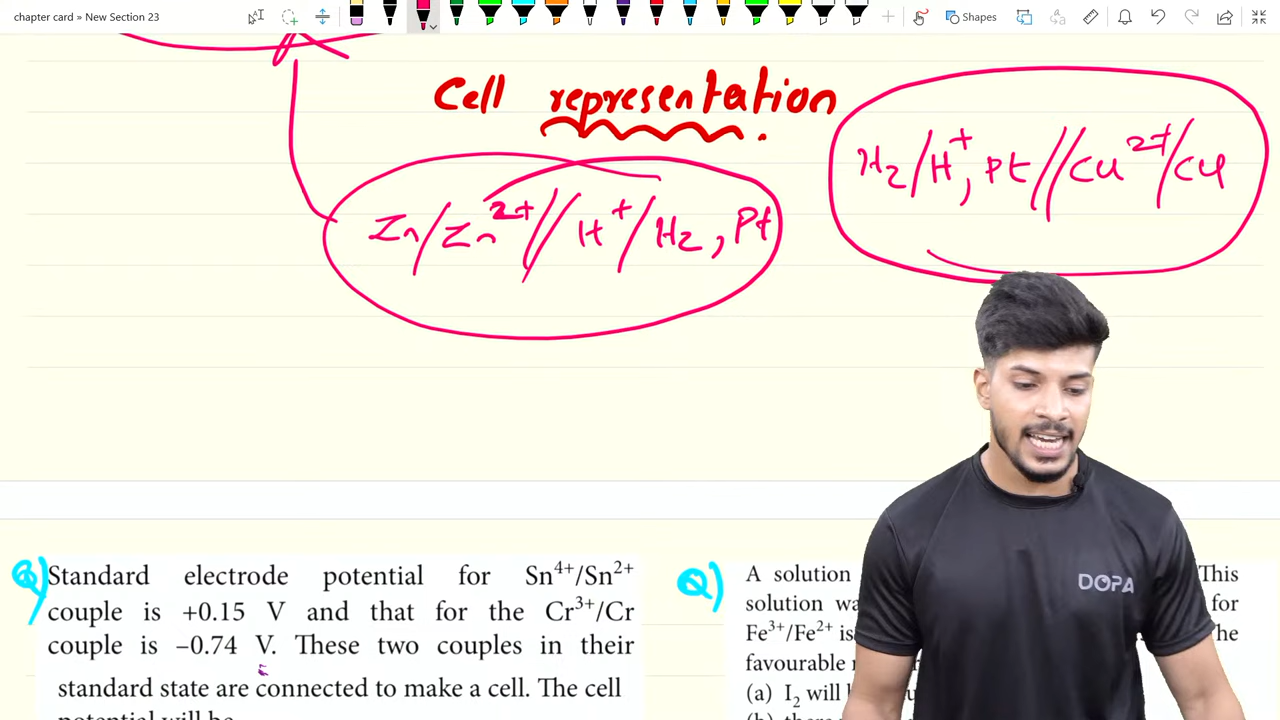 chapter card » New Section 23
Shapes
Cell representation
H2/H+, Pt//Cu2+/Cu
Zn/Zn2+//H+/H2, Pt
DOPA
Q) Standard electrode potential for Sn4+/Sn2+
couple is +0.15 V and that for the Cr3+/Cr
couple is –0.74 V. These two couples in their
standard state are connected to make a cell. The cell
potential will be
Q) A solution This
solution for
Fe3+/Fe2+ is
favourable
(a) I2 will
(b)